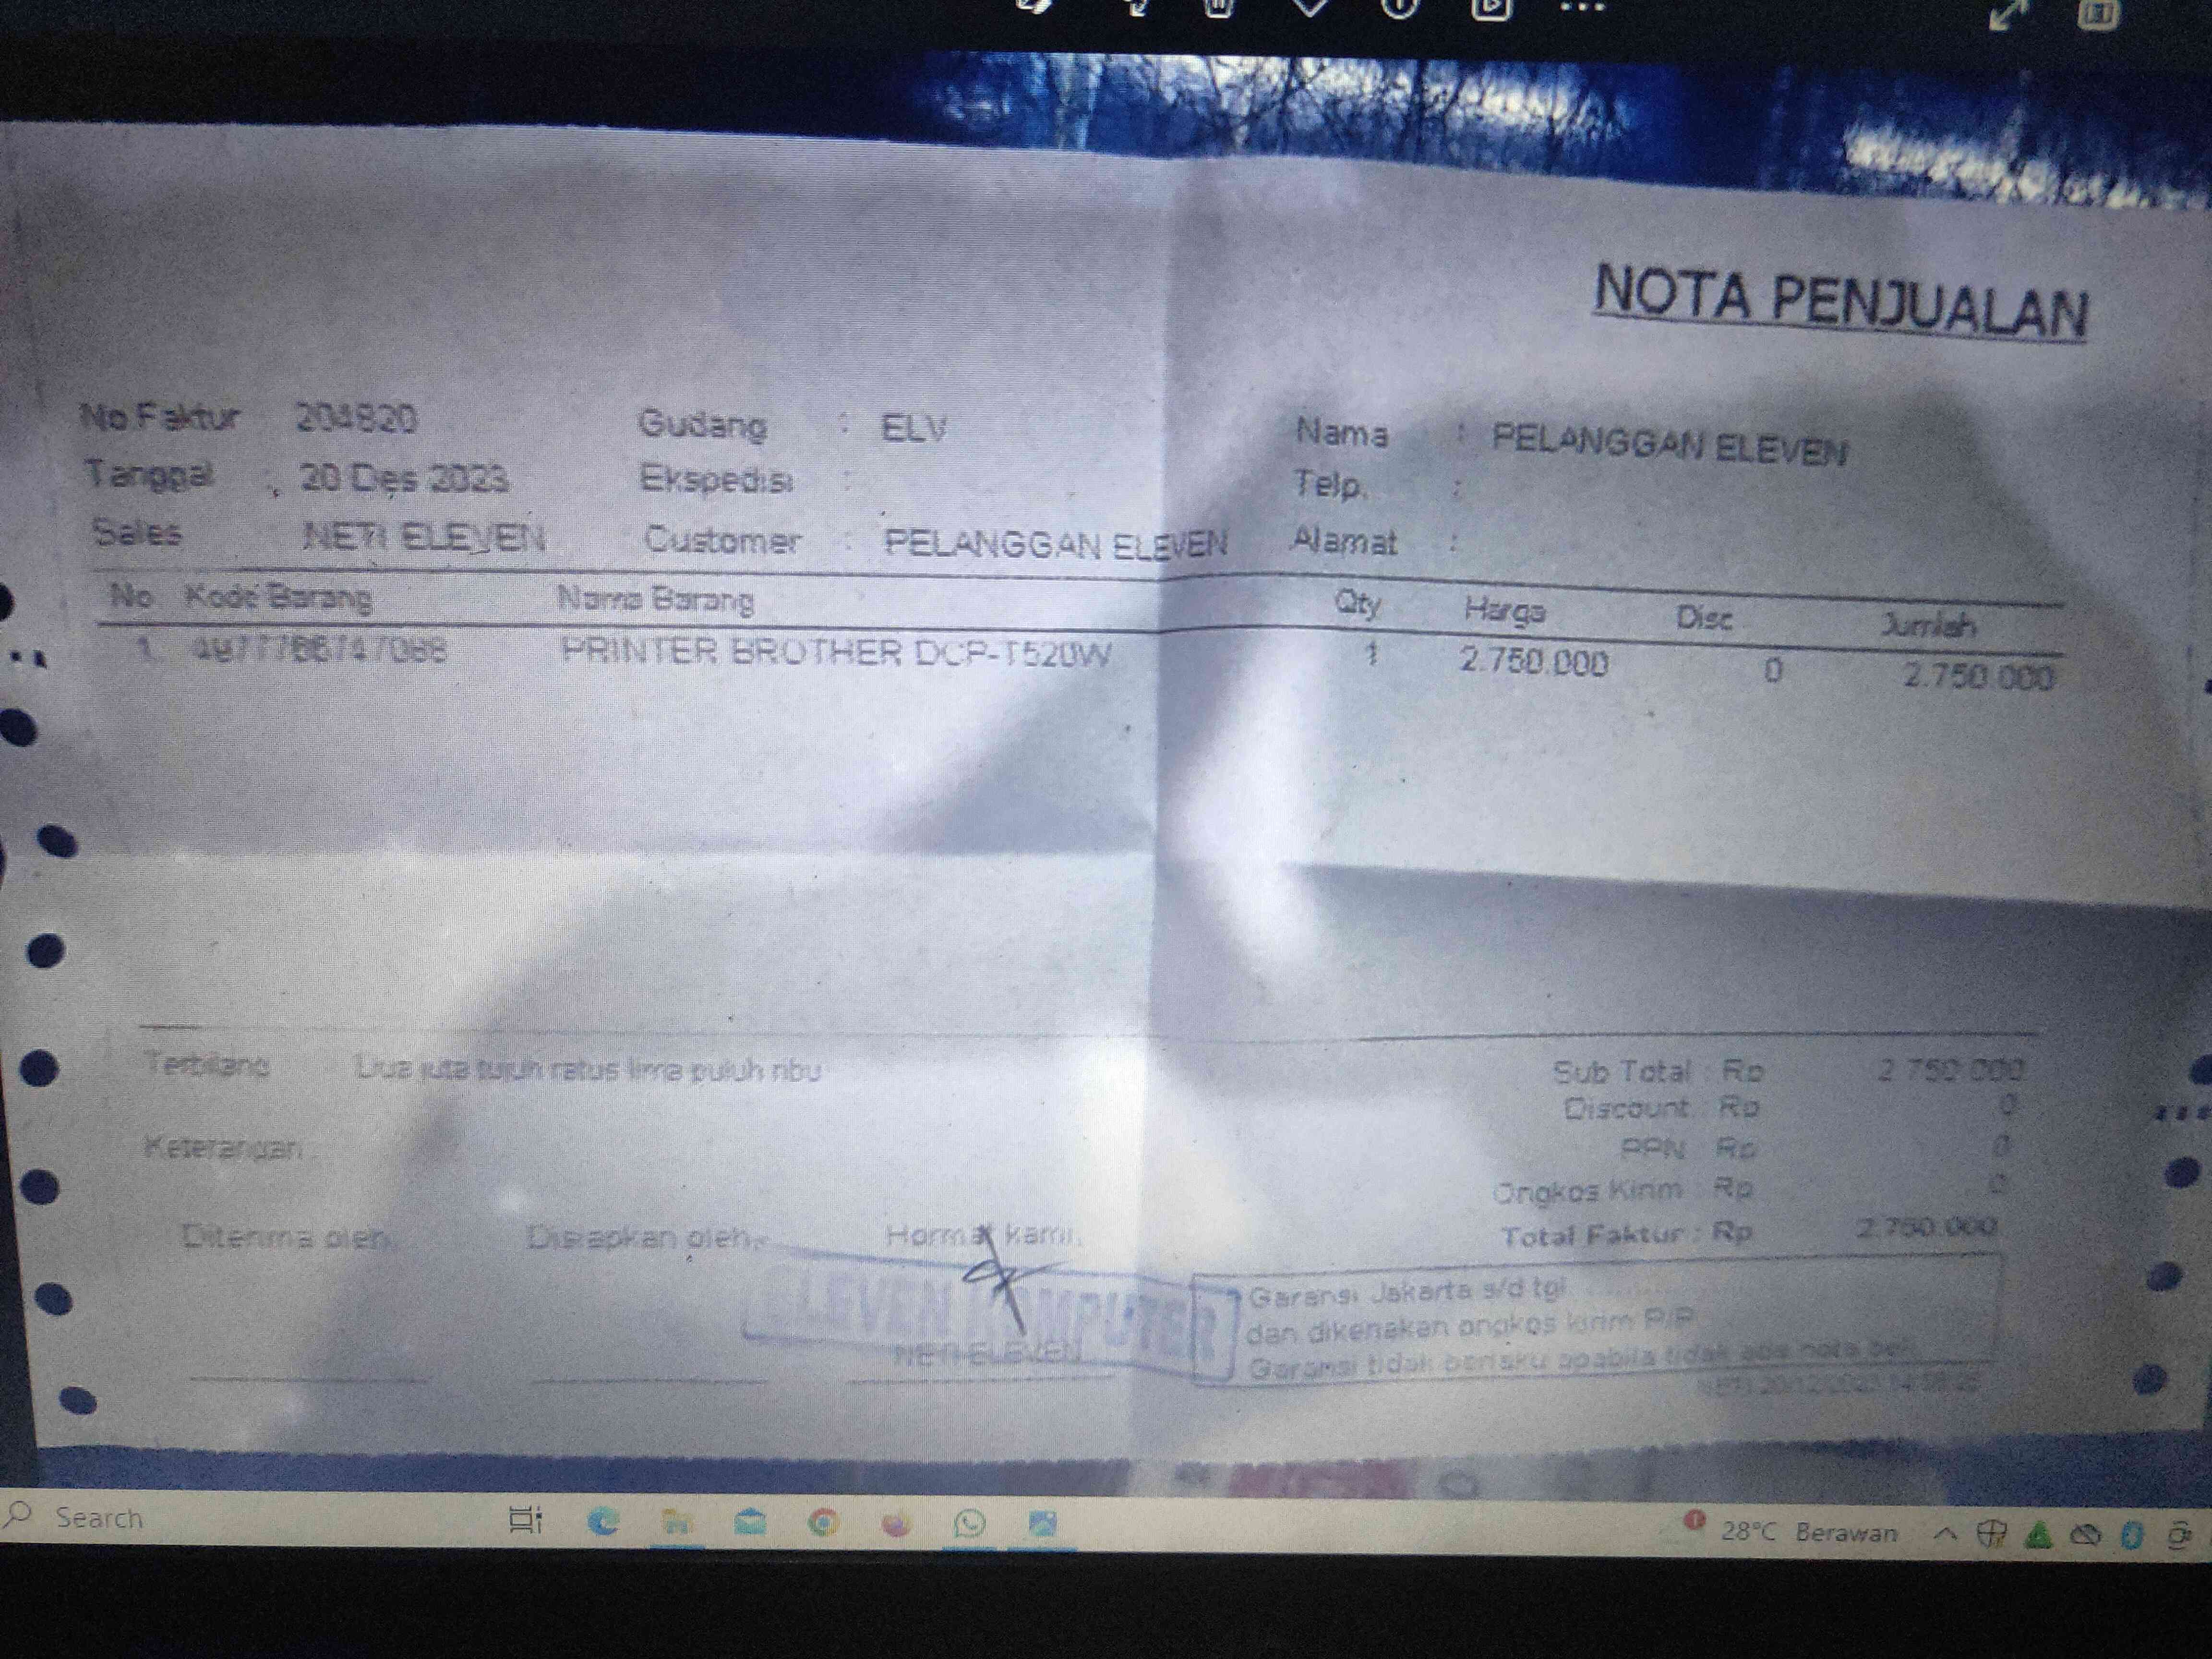 NOTA PENJUALAN
No.Faktur 204820 Gudang : ELV Nama : PELANGGAN ELEVEN
Tanggal : 20 Des 2023 Ekspedisi : Telp. :
Sales NETI ELEVEN Customer : PELANGGAN ELEVEN Alamat :
No Kode Barang Nama Barang Qty Harga Disc Jumlah
1. PRINTER BROTHER DCP-T520W 1 2.750.000 0 2.750.000
Terbilang Dua juta tujuh ratus lima puluh ribu Sub Total : Rp 2.750.000
Discount : Rp 0
Keterangan PPN : Rp 0
Ongkos Kirim : Rp 0
Diterima oleh, Disiapkan oleh, Hormat kami, Total Faktur : Rp 2.750.000
ELEVEN KOMPUTER
NETI ELEVEN
Garansi Jakarta s/d tgl
dan dikenakan ongkos kirim P/P
Garansi tidak berlaku apabila tidak ada nota
Search 28°C Berawan